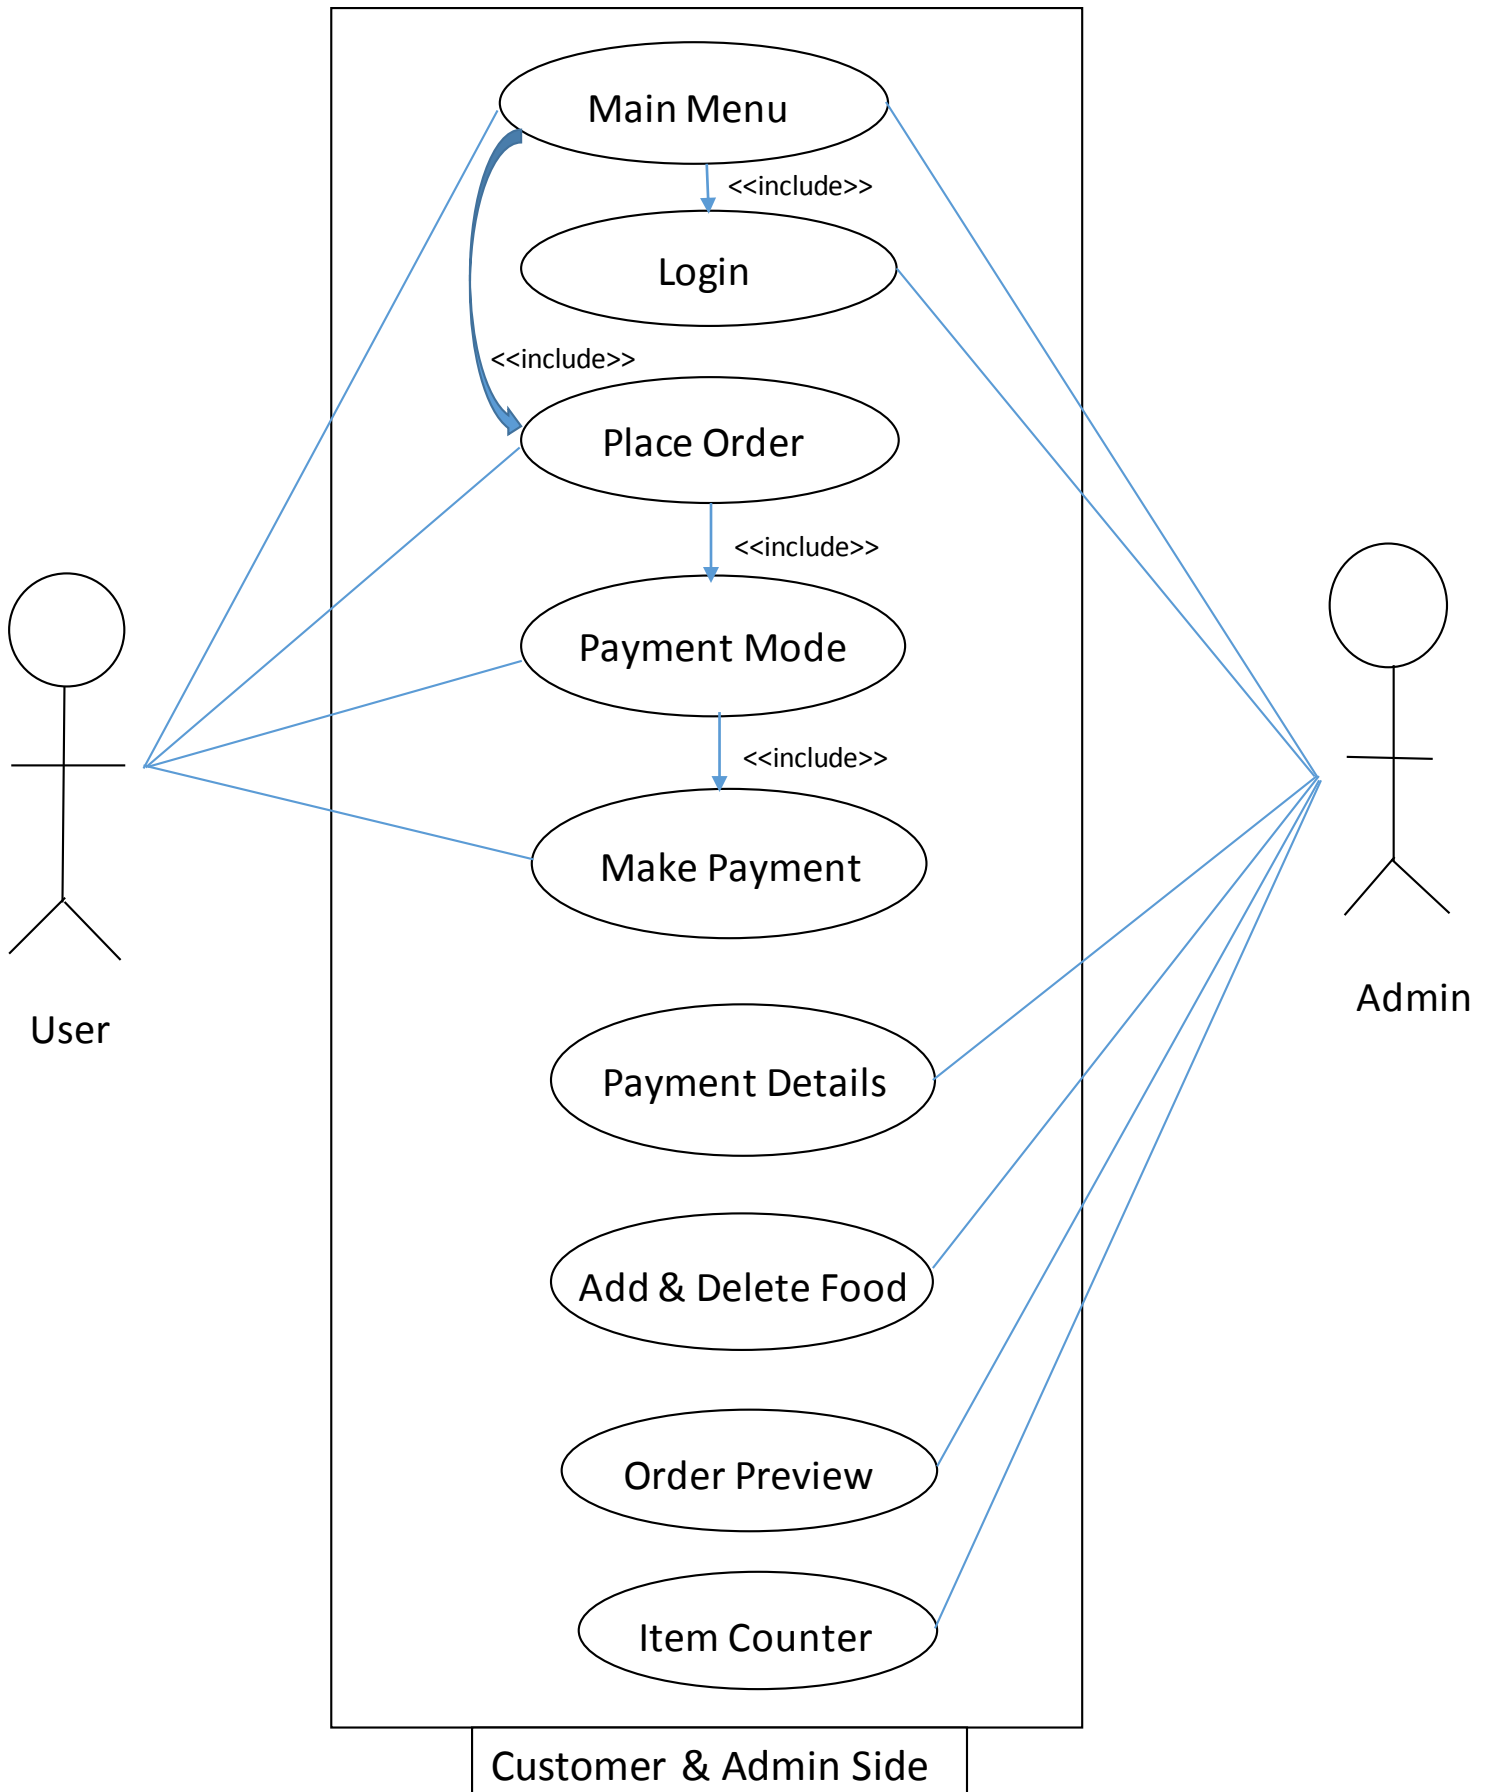 Main Menu
<<include>>
Login
<<include>>
Place Order
<<include>>
Payment Mode
<<include>>
Make Payment
User
Admin
Payment Details
Add & Delete Food
Order Preview
Item Counter
Customer & Admin Side